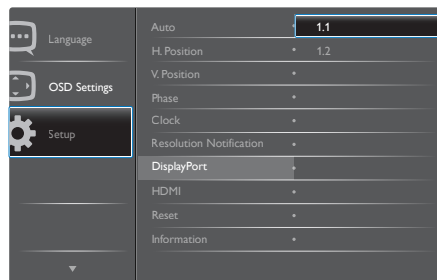 Language
OSD Settings
Setup
Auto
H. Position
V. Position
Phase
Clock
Resolution Notification
DisplayPort
HDMI
Reset
Information
1.1
1.2